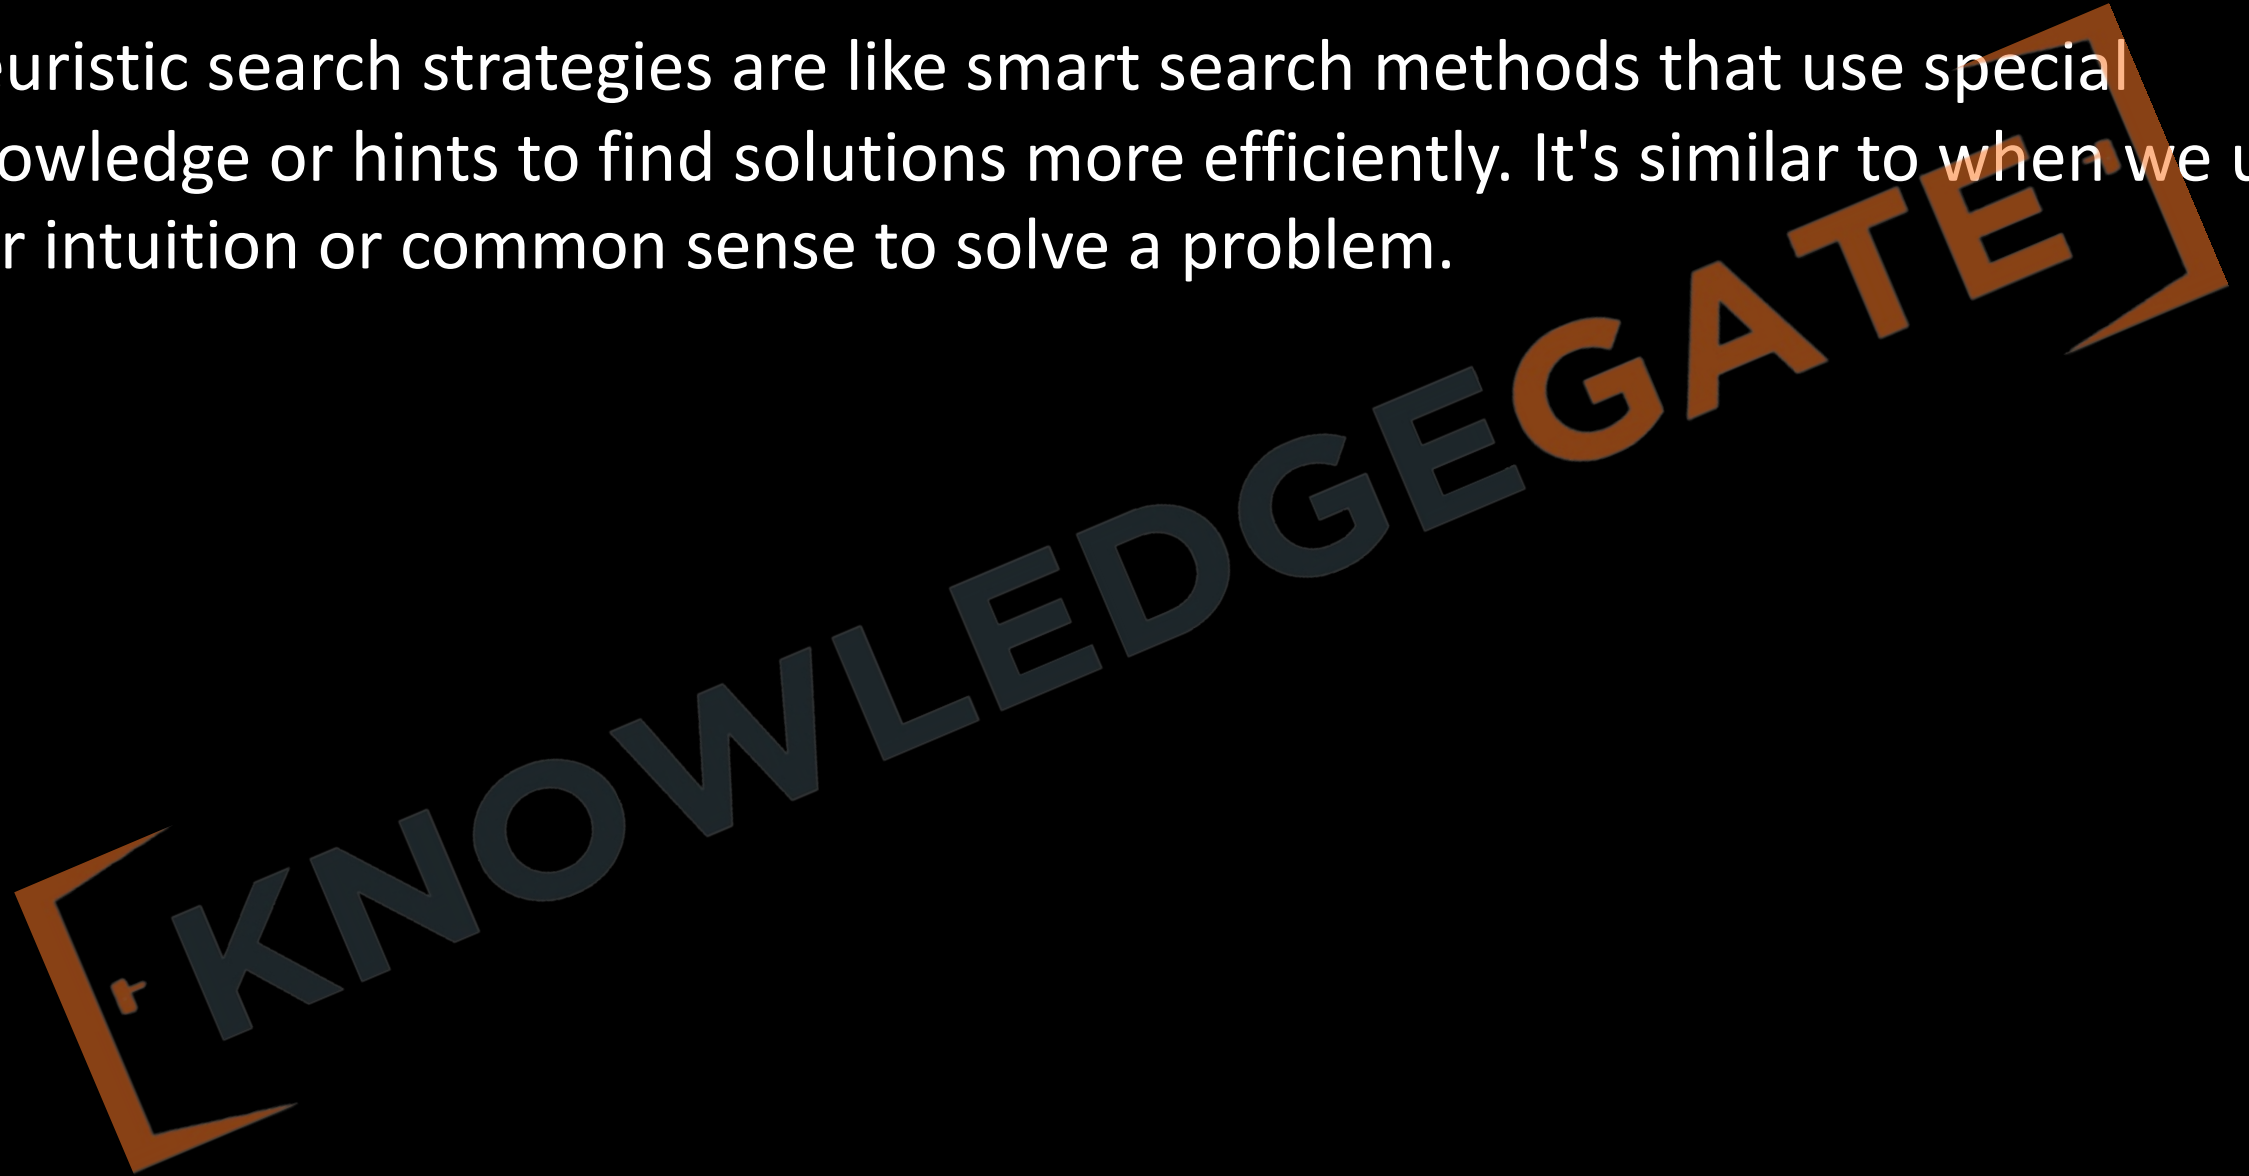 euristic search strategies are like smart search methods that use special
owledge or hints to find solutions more efficiently. It's similar to when we u
r intuition or common sense to solve a problem.
KNOWLEDGEGATE